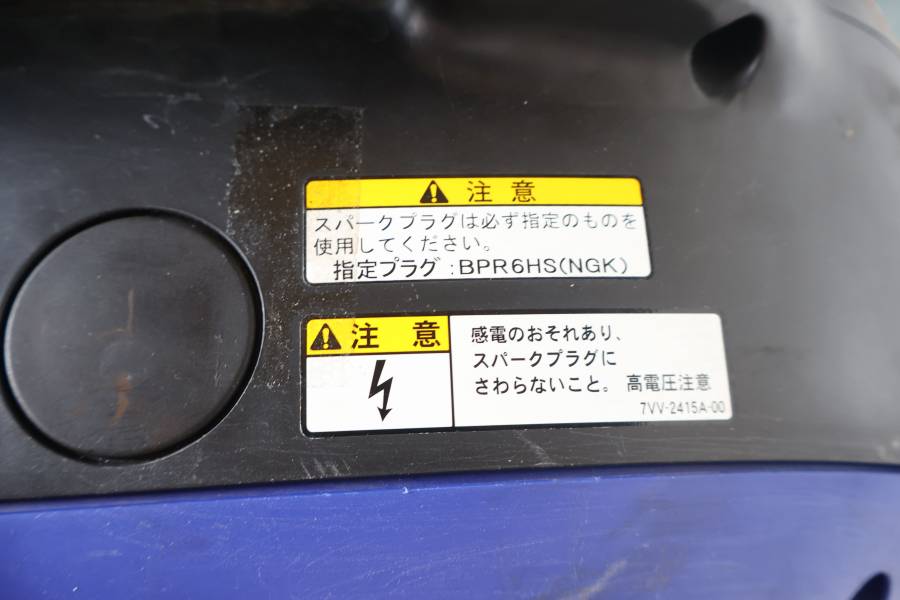 注意
スパークプラグは必ず指定のものを
使用してください。
指定プラグ:BPR6HS(NGK)
注意
感電のおそれあり、
スパークプラグに
さわらないこと。 高電圧注意
7VV-2415A-00